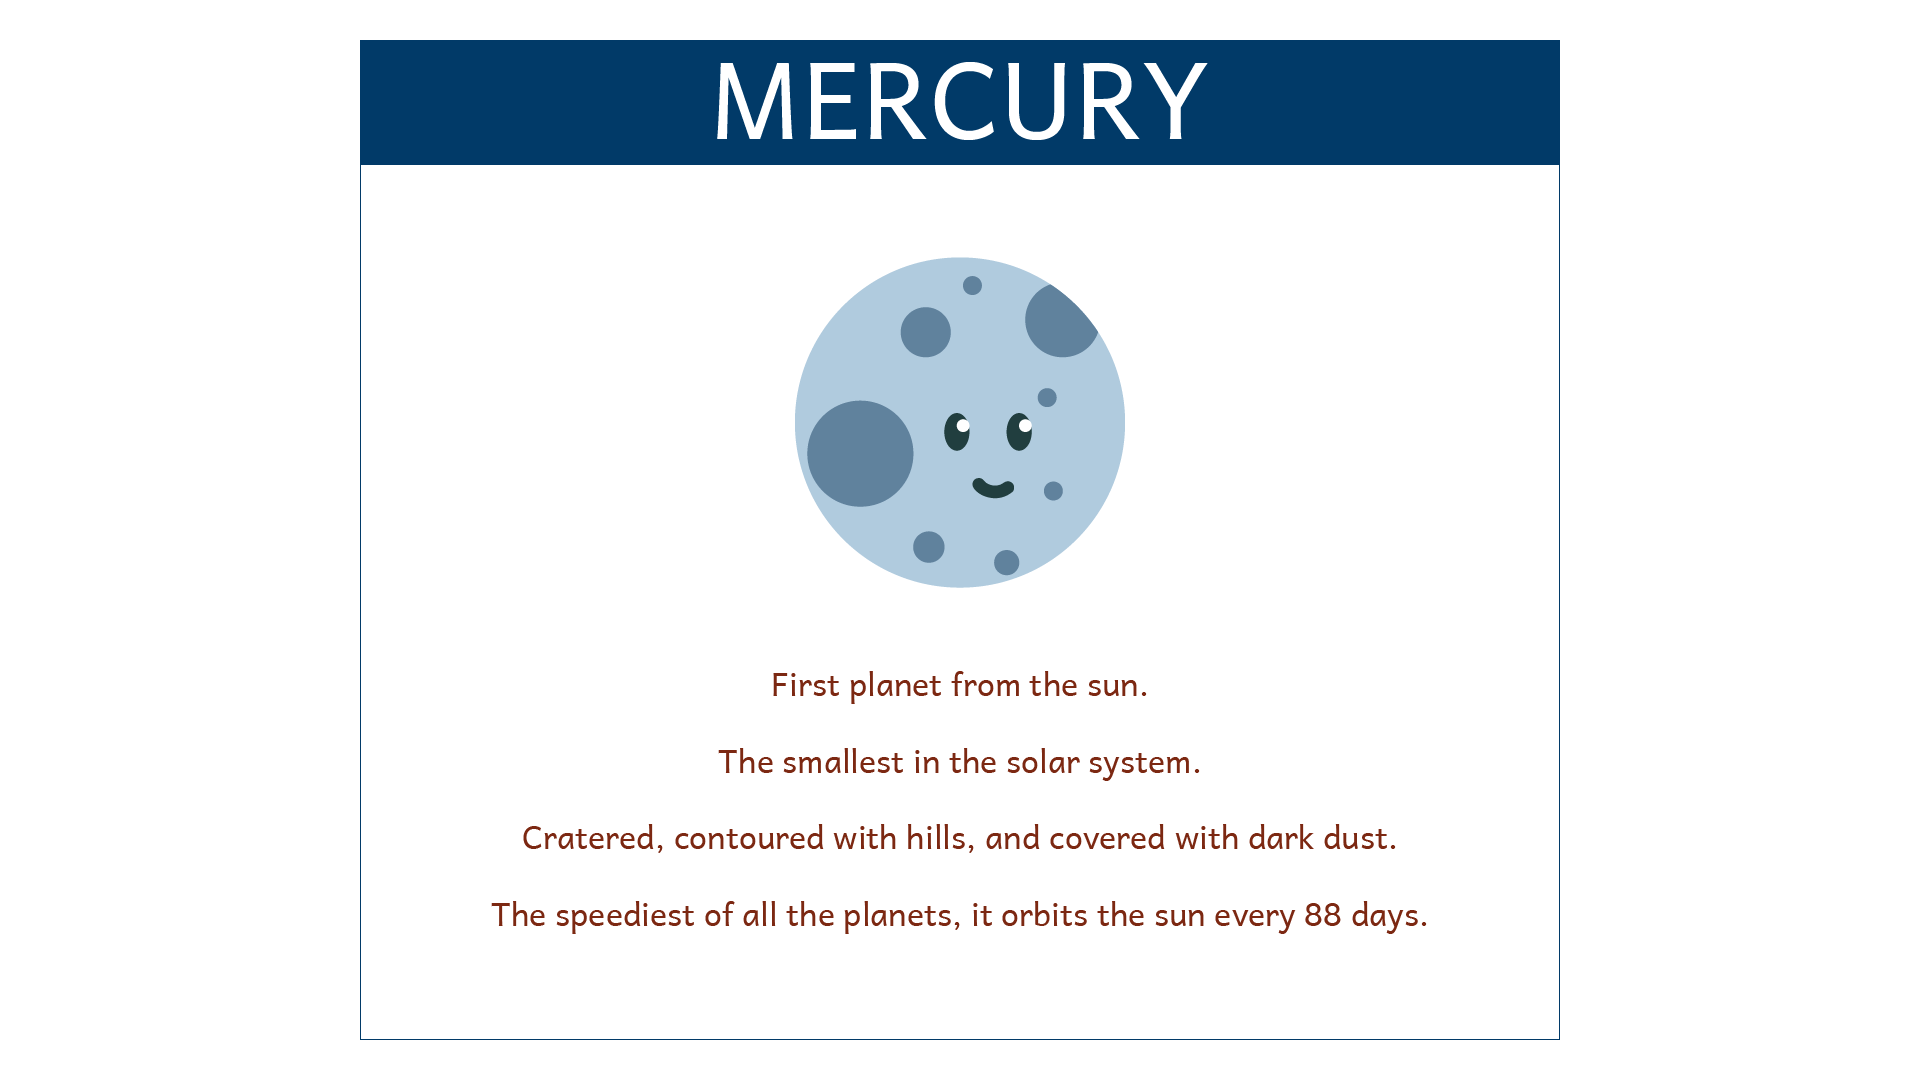 MERCURY
First planet from the sun.
The smallest in the solar system.
Cratered, contoured with hills, and covered with dark dust.
The speediest of all the planets, it orbits the sun every 88 days.